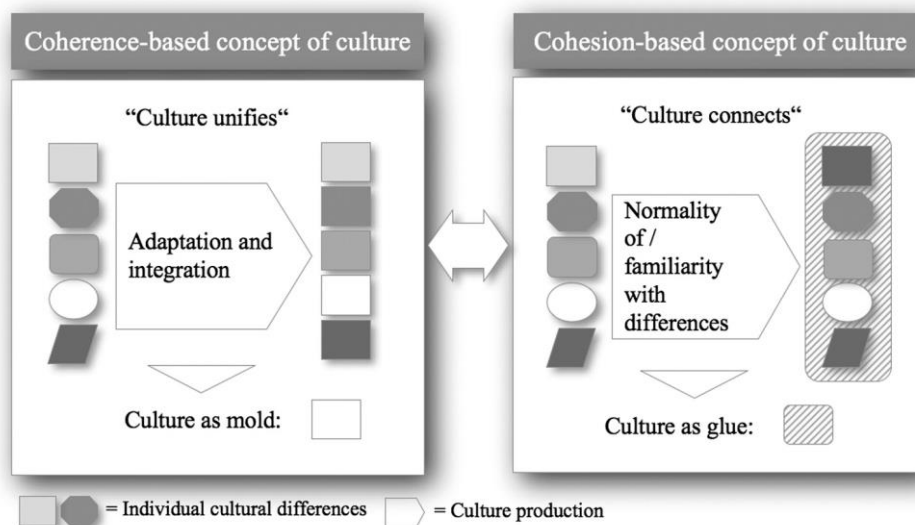 Coherence-based concept of culture
“Culture unifies“
Adaptation and
integration
Culture as mold:
Cohesion-based concept of culture
“Culture connects“
Normality
of /
familiarity
with
differences
Culture as glue:
= Individual cultural differences
= Culture production